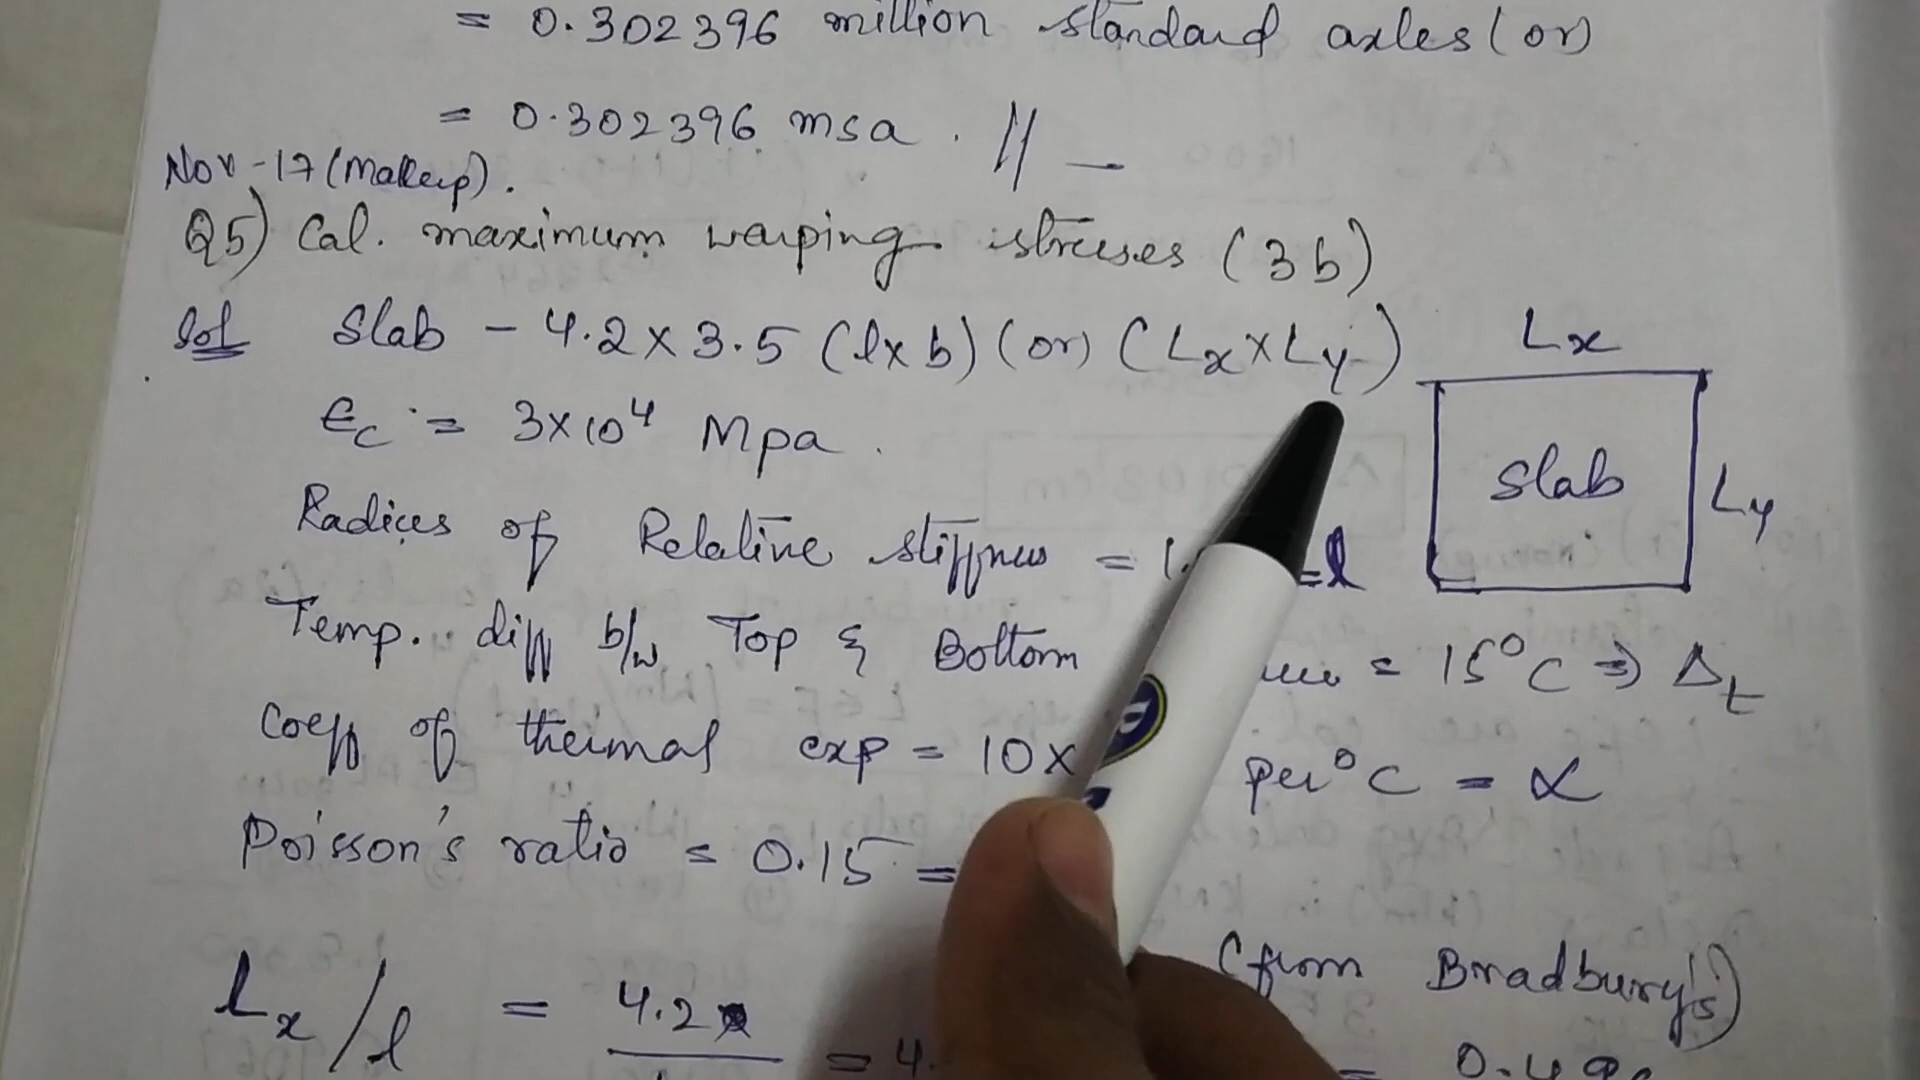 = 0.302396 million standard axles (or)
= 0.302396 msa. //
Nov-17 (Makeup).
Q5) Cal. maximum warping stresses (3b)
Sol Slab - 4.2 x 3.5 (l x b) (or) (Lx x Ly)
Lx
Slab
Ly
Ec = 3x10⁴ Mpa.
Radices of Relative stiffness = 1. = l
Temp. diff b/w Top & Bottom = 15°C ⇒ Δt
Coeff of thermal exp = 10x per°C = α
Poisson's ratio = 0.15 =
(from Bradbury's)
Lx/l = 4.2 = 4.